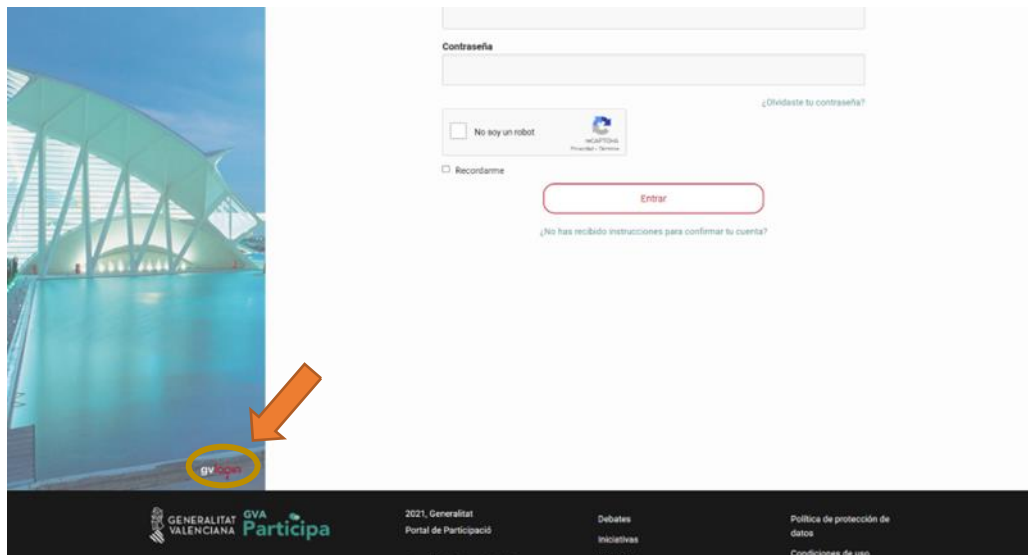 Contraseña
¿Olvidaste tu contraseña?
No soy un robot
reCAPTCHA
Privacidad - Términos
Recordarme
Entrar
¿No has recibido instrucciones para confirmar tu cuenta?
GENERALITAT
VALENCIANA
GVA
Participa
2021, Generalitat
Portal de Participació
Debates
Iniciativas
Política de protección de
datos
Condiciones de uso